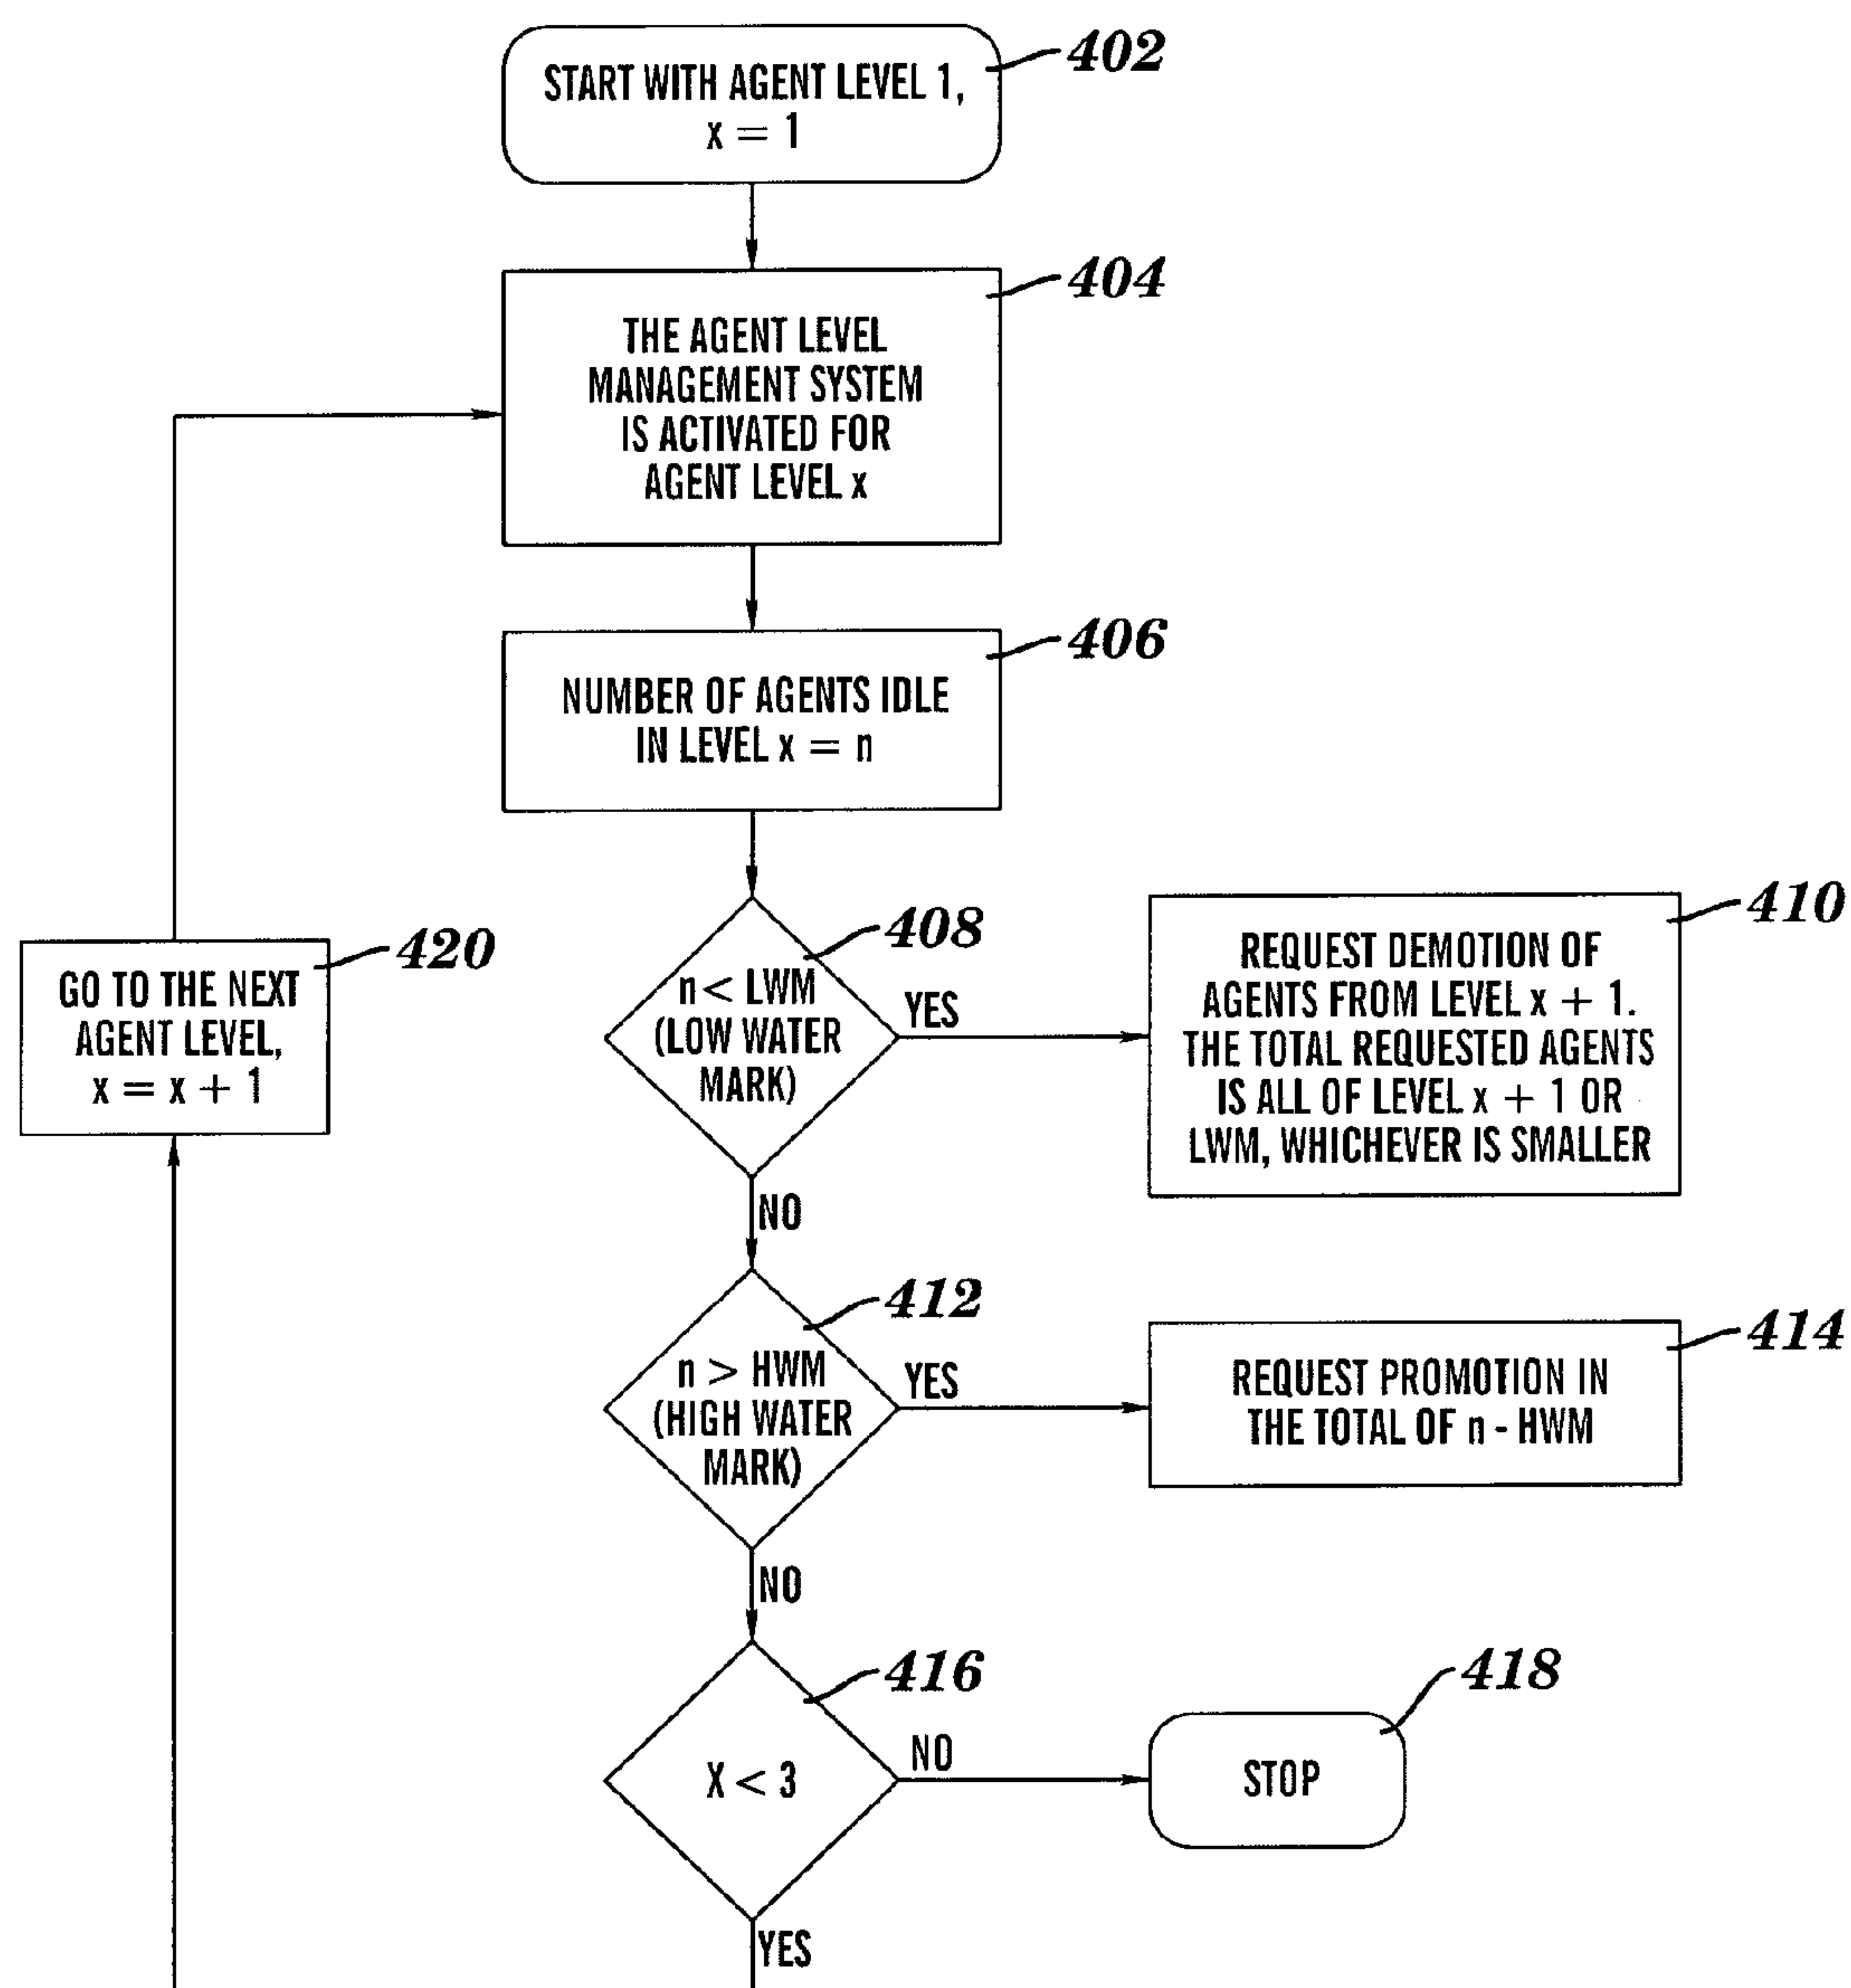 402
START WITH AGENT LEVEL 1,
x = 1
404
THE AGENT LEVEL
MANAGEMENT SYSTEM
IS ACTIVATED FOR
AGENT LEVEL x
406
NUMBER OF AGENTS IDLE
IN LEVEL x = n
408
n < LWM
(LOW WATER
MARK)
YES
410
REQUEST DEMOTION OF
AGENTS FROM LEVEL x + 1.
THE TOTAL REQUESTED AGENTS
IS ALL OF LEVEL x + 1 OR
LWM, WHICHEVER IS SMALLER
420
GO TO THE NEXT
AGENT LEVEL,
x = x + 1
NO
412
n > HWM
(HIGH WATER
MARK)
YES
414
REQUEST PROMOTION IN
THE TOTAL OF n - HWM
NO
416
X < 3
NO
418
STOP
YES